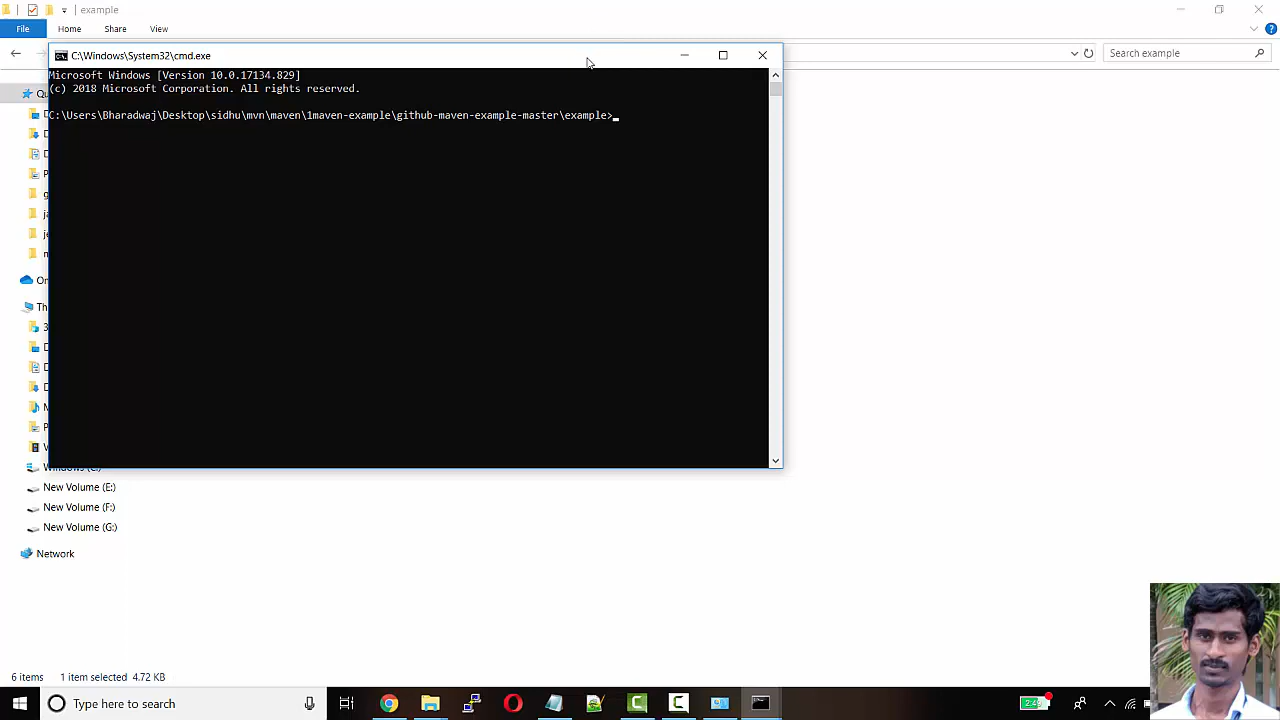 example
File
Home
Share
View
Search example
C:\Windows\System32\cmd.exe
Microsoft Windows [Version 10.0.17134.829]
(c) 2018 Microsoft Corporation. All rights reserved.
C:\Users\Bharadwaj\Desktop\sidhu\mvn\maven\1maven-example\github-maven-example-master\example>
New Volume (E:)
New Volume (F:)
New Volume (G:)
Network
6 items
1 item selected
4.72 KB
Type here to search